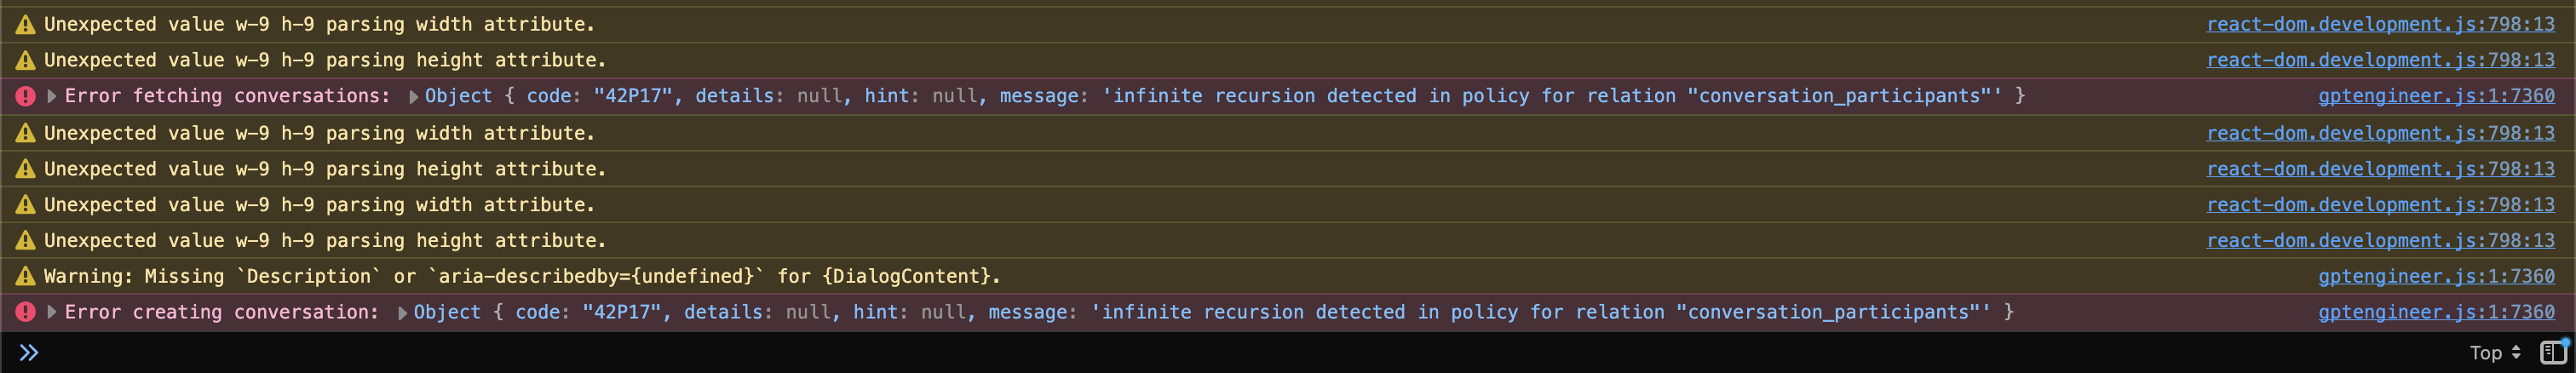 Unexpected value w-9 h-9 parsing width attribute. react-dom.development.js:798:13
Unexpected value w-9 h-9 parsing height attribute. react-dom.development.js:798:13
Error fetching conversations: Object { code: "42P17", details: null, hint: null, message: 'infinite recursion detected in policy for relation "conversation_participants"' } gptengineer.js:1:7360
Unexpected value w-9 h-9 parsing width attribute. react-dom.development.js:798:13
Unexpected value w-9 h-9 parsing height attribute. react-dom.development.js:798:13
Unexpected value w-9 h-9 parsing width attribute. react-dom.development.js:798:13
Unexpected value w-9 h-9 parsing height attribute. react-dom.development.js:798:13
Warning: Missing `Description` or `aria-describedby={undefined}` for {DialogContent}. gptengineer.js:1:7360
Error creating conversation: Object { code: "42P17", details: null, hint: null, message: 'infinite recursion detected in policy for relation "conversation_participants"' } gptengineer.js:1:7360
Top